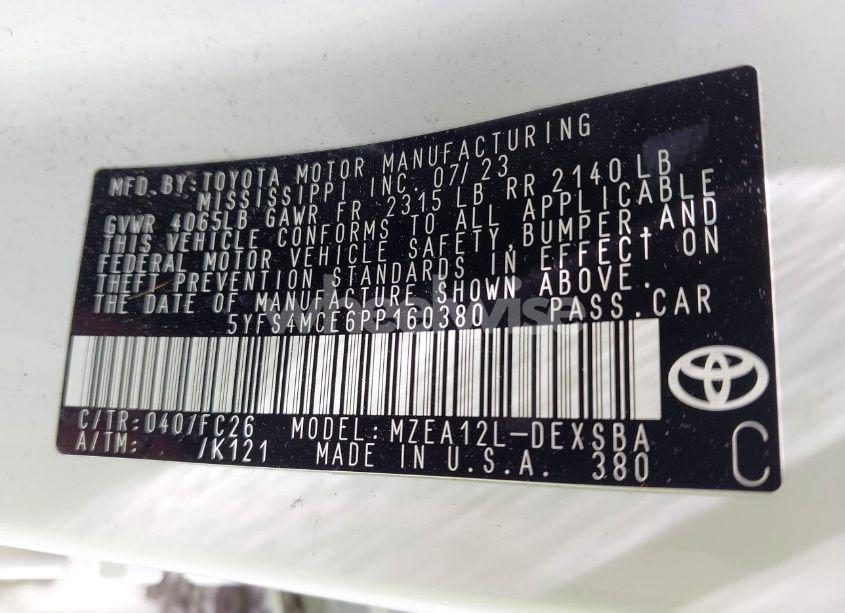 MFD. BY: TOYOTA MOTOR MANUFACTURING
MISSISSIPPI INC. 07/23
GVWR 4065LB GAWR FR 2315 LB RR 2140 LB
THIS VEHICLE CONFORMS TO ALL APPLICABLE
FEDERAL MOTOR VEHICLE SAFETY, BUMPER, AND
THEFT PREVENTION STANDARDS IN EFFECT ON
THE DATE OF MANUFACTURE SHOWN ABOVE.
5YFS4MCE6PP160380 PASS.CAR
C/TR: 040/FC26 MODEL: MZEA12L-DEXSBA
A/TM: /K121 MADE IN U.S.A. 380
C